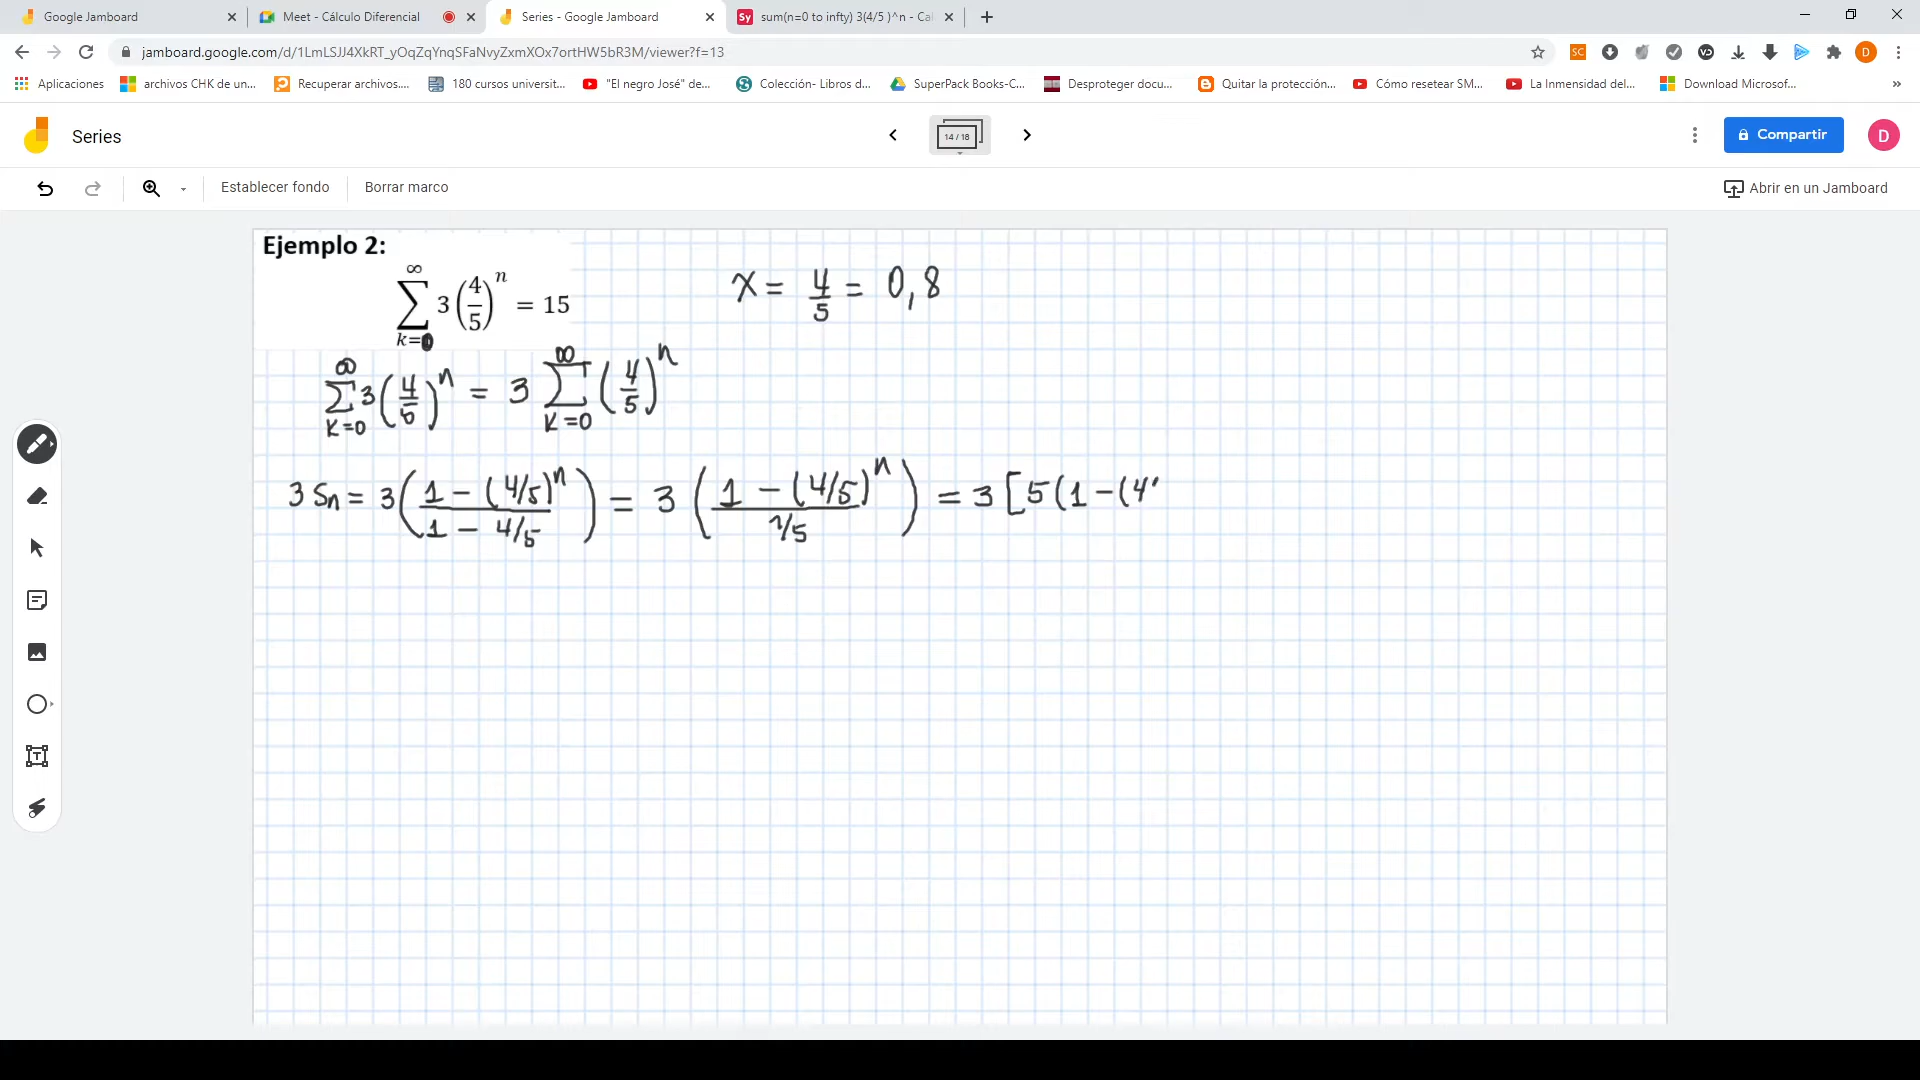 Google Jamboard
Meet - Cálculo Diferencial
Series - Google Jamboard
Sy sum(n=0 to infty) 3(4/5 )^n - Cal
jamboard.google.com/d/1LmLSJJ4XkRT_yOqZqYnqSFaNvyZxmXOx7ortHW5bR3M/viewer?f=13
SC
D
Aplicaciones
archivos CHK de un...
Recuperar archivos....
180 cursos universit...
"El negro José" de...
Colección- Libros d...
SuperPack Books-C...
Desproteger docu...
Quitar la protección...
Cómo resetear SM...
La Inmensidad del...
Download Microsof...
Series
14 / 18
Compartir
D
Establecer fondo
Borrar marco
Abrir en un Jamboard
Ejemplo 2:
∞ ∑ k=0 3(4/5)^n = 15
x = 4/5 = 0,8
∞ ∑ K=0 3(4/5)^n = 3 ∞ ∑ K=0 (4/5)^n
3 Sn = 3((1 - (4/5)^n)/(1 - 4/5)) = 3((1 - (4/5)^n)/(1/5)) = 3[5(1-(4